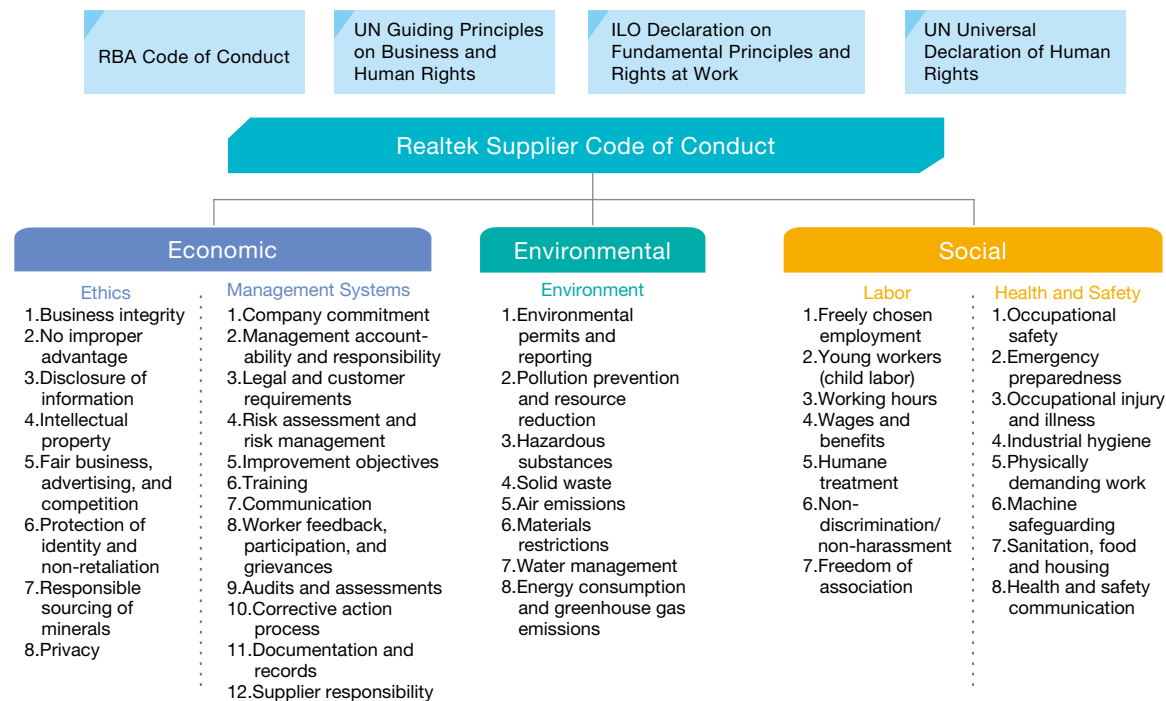 RBA Code of Conduct
UN Guiding Principles
on Business and
Human Rights
ILO Declaration on
Fundamental Principles and
Rights at Work
UN Universal
Declaration of Human
Rights
Realtek Supplier Code of Conduct
Economic
Ethics
1.Business integrity
2.No improper
advantage
3.Disclosure of
information
4.Intellectual
property
5.Fair business,
advertising, and
competition
6.Protection of
identity and
non-retaliation
7.Responsible
sourcing of
minerals
8.Privacy
Management Systems
1.Company commitment
2.Management account-
ability and responsibility
3.Legal and customer
requirements
4.Risk assessment and
risk management
5.Improvement objectives
6.Training
7.Communication
8.Worker feedback,
participation, and
grievances
9.Audits and assessments
10.Corrective action
process
11.Documentation and
records
12.Supplier responsibility
Environmental
Environment
1.Environmental
permits and
reporting
2.Pollution prevention
and resource
reduction
3.Hazardous
substances
4.Solid waste
5.Air emissions
6.Materials
restrictions
7.Water management
8.Energy consumption
and greenhouse gas
emissions
Social
Labor
1.Freely chosen
employment
2.Young workers
(child labor)
3.Working hours
4.Wages and
benefits
5.Humane
treatment
6.Non-
discrimination/
non-harassment
7.Freedom of
association
Health and Safety
1.Occupational
safety
2.Emergency
preparedness
3.Occupational injury
and illness
4.Industrial hygiene
5.Physically
demanding work
6.Machine
safeguarding
7.Sanitation, food
and housing
8.Health and safety
communication